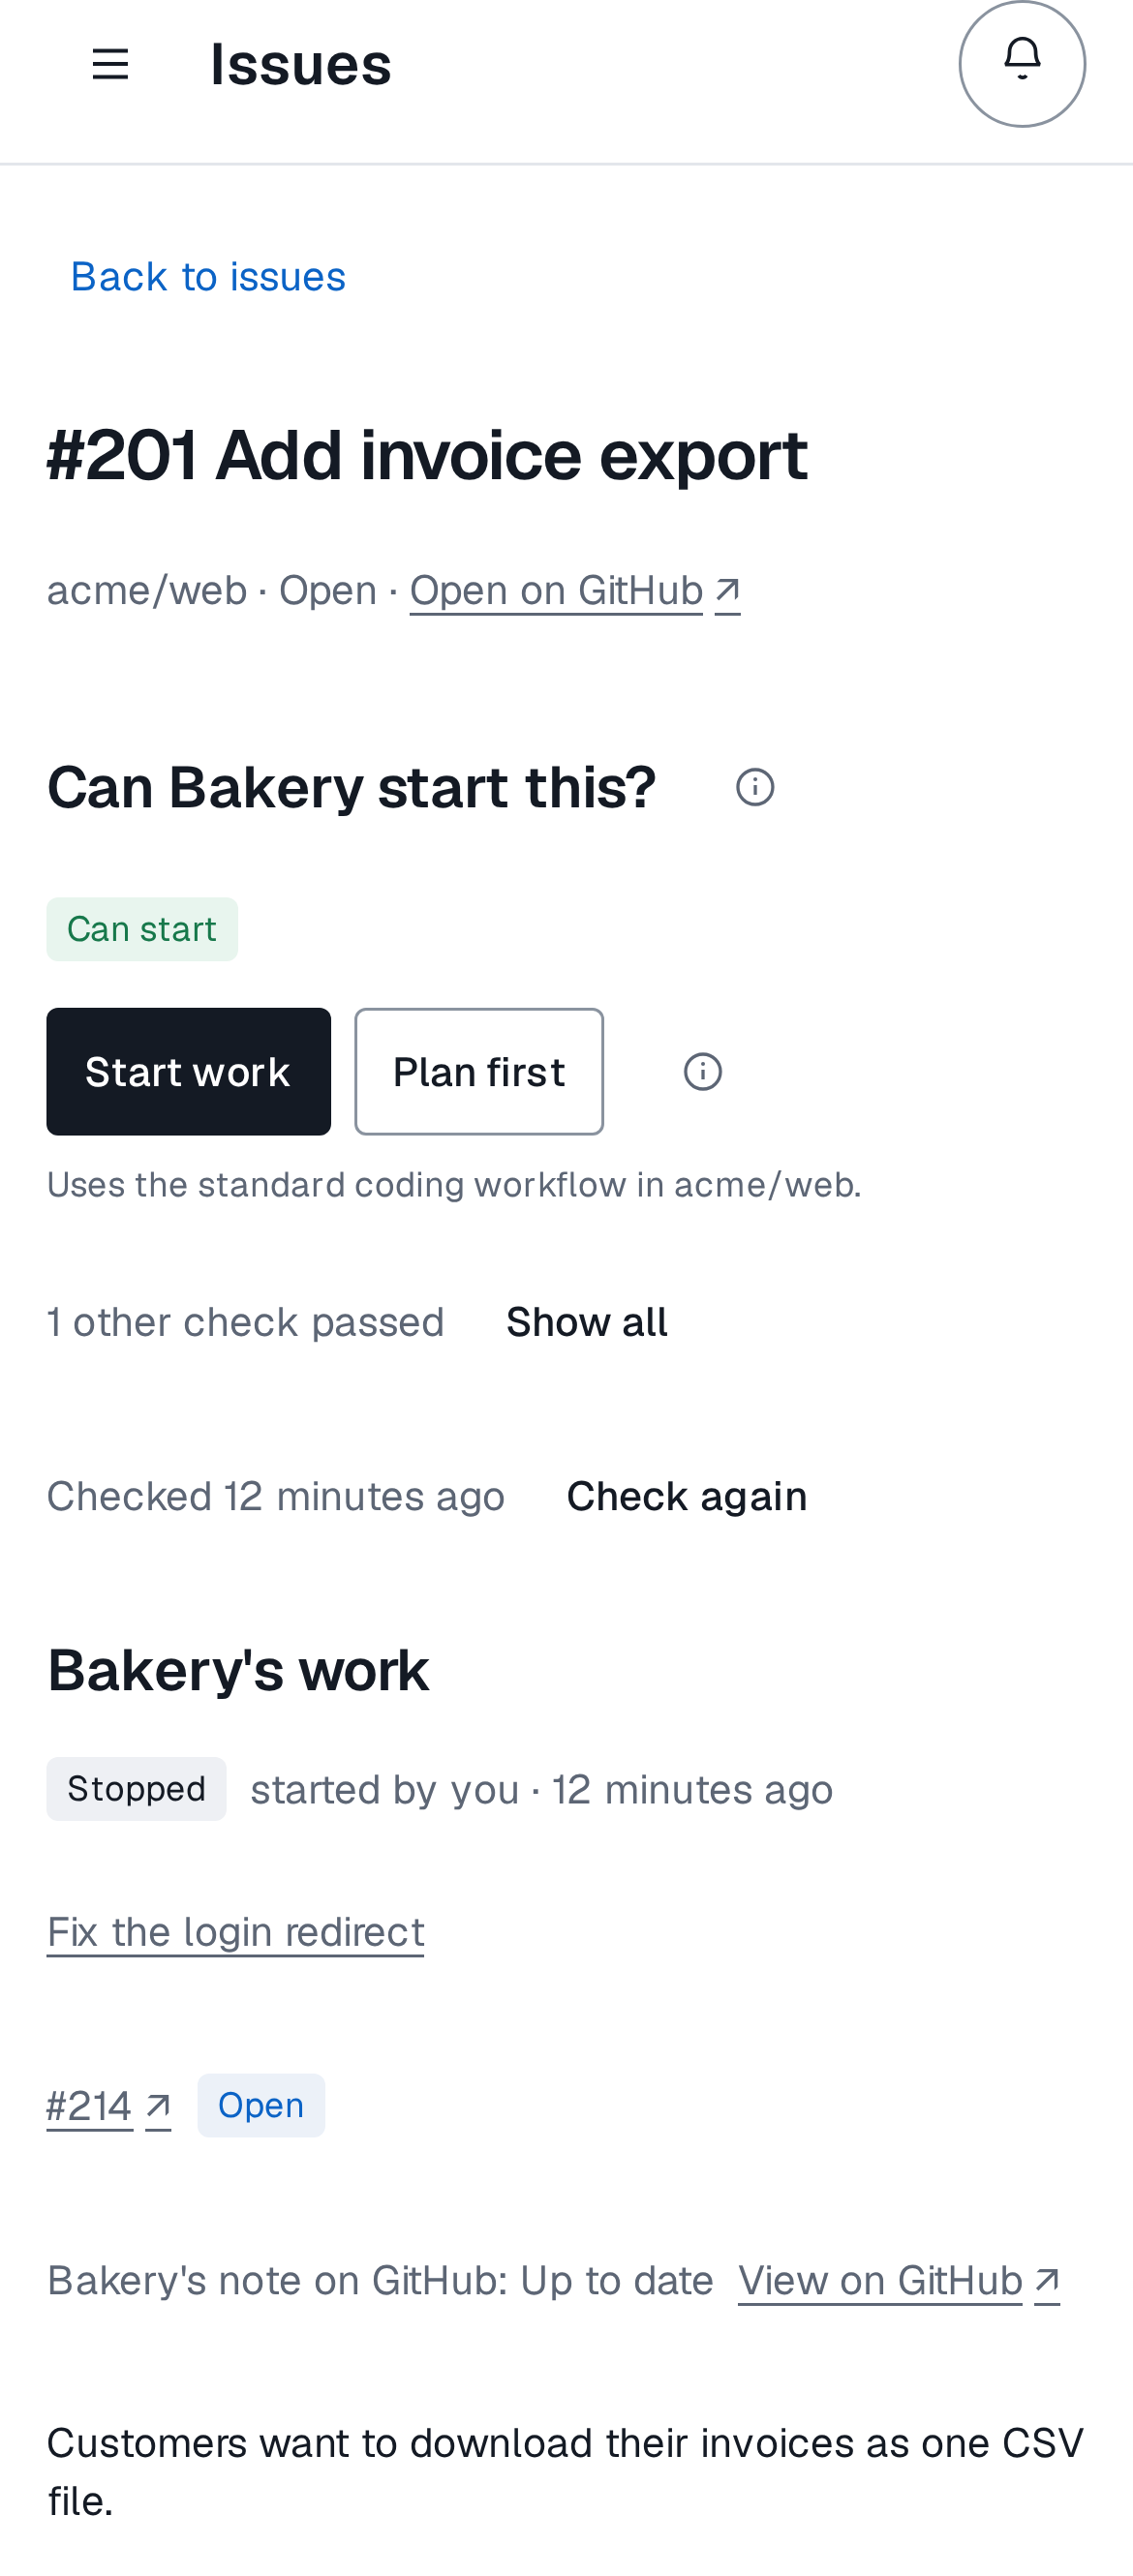 Issues
Back to issues
#201 Add invoice export
acme/web · Open · Open on GitHub ↗
Can Bakery start this?
Can start
Start work Plan first
Uses the standard coding workflow in acme/web.
1 other check passed Show all
Checked 12 minutes ago Check again
Bakery's work
Stopped started by you · 12 minutes ago
Fix the login redirect
#214 ↗ Open
Bakery's note on GitHub: Up to date View on GitHub ↗
Customers want to download their invoices as one CSV
file.